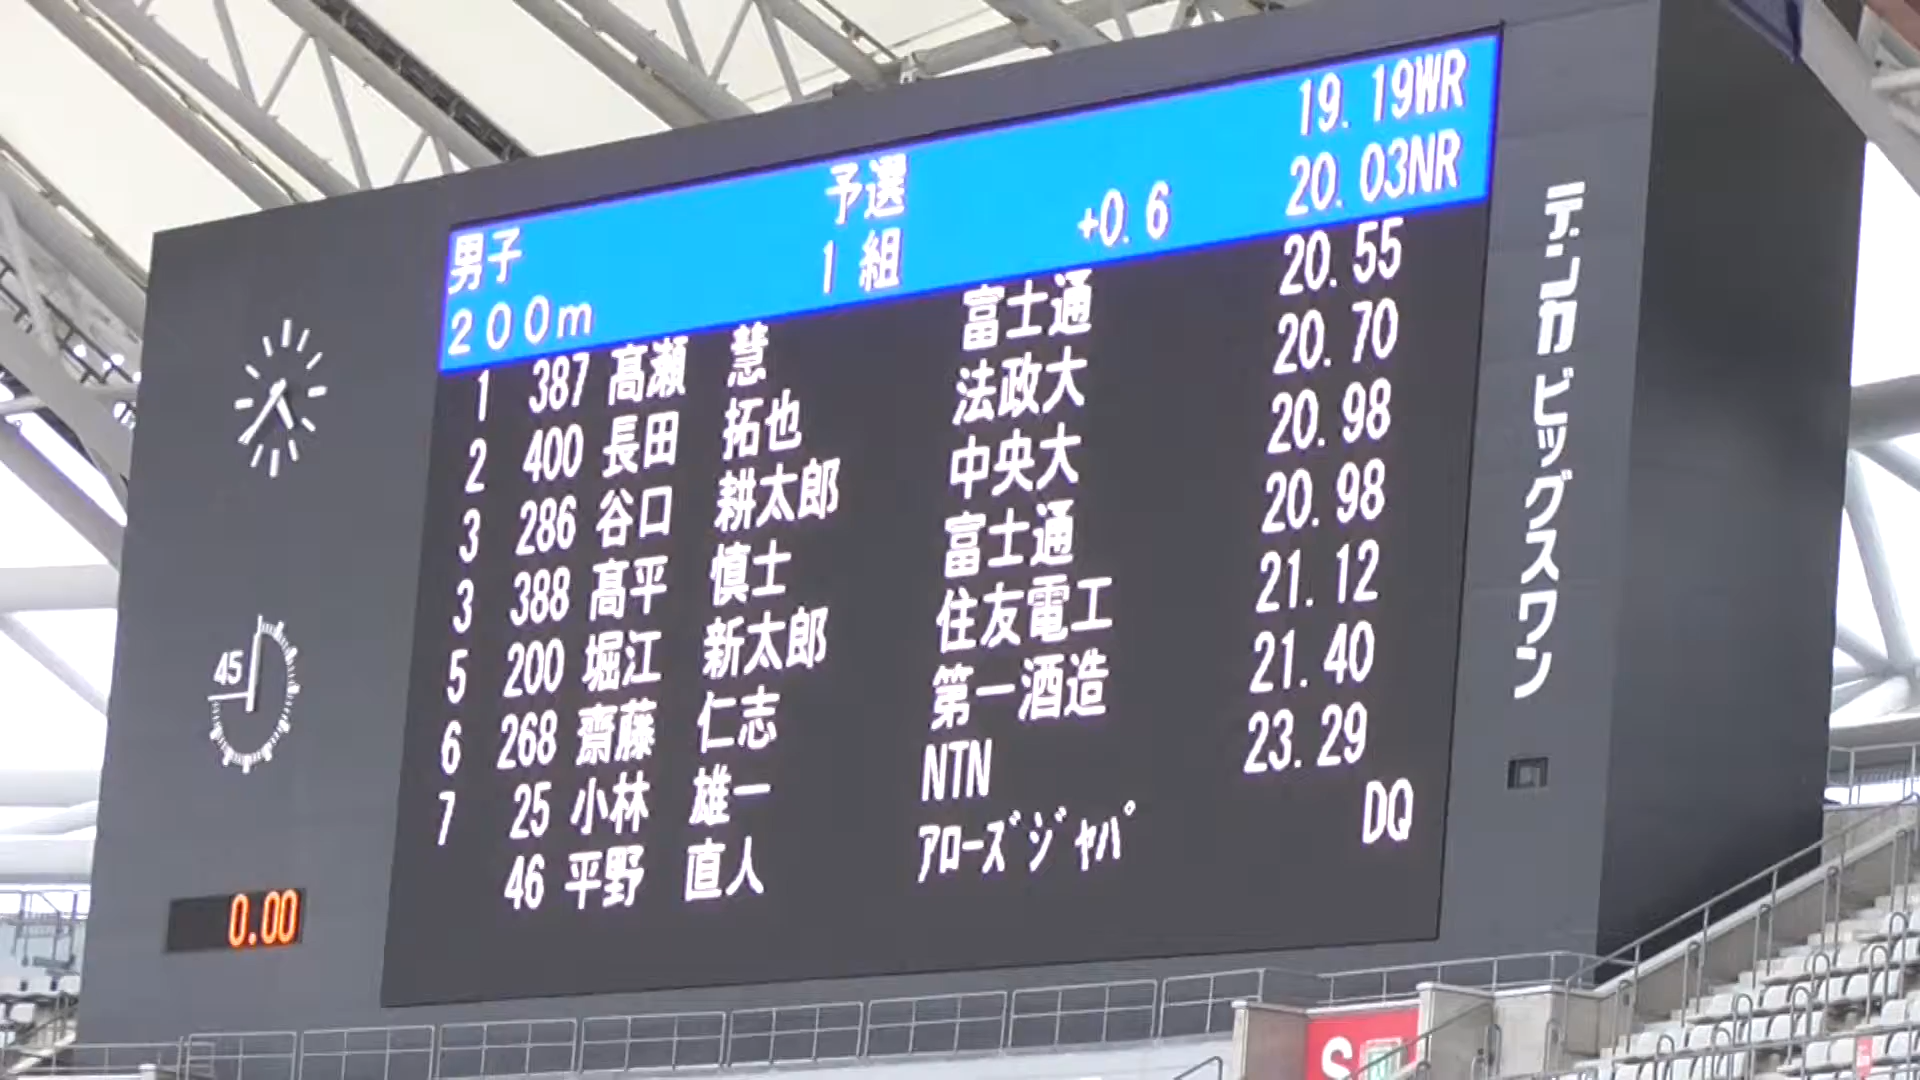 19.19WR
予選
20.03NR
男子
1組 +0.6
200m
1 387 髙瀬 慧 富士通 20.55
2 400 長田 拓也 法政大 20.70
3 286 谷口 耕太郎 中央大 20.98
3 388 髙平 慎士 富士通 20.98
5 200 堀江 新太郎 住友電工 21.12
6 268 齋藤 仁志 第一酒造 21.40
7 25 小林 雄一 NTN 23.29
46 平野 直人 ｱﾛｰｽﾞｼﾞｬﾊﾟ DQ
デンカビッグスワン
45
0.00
S